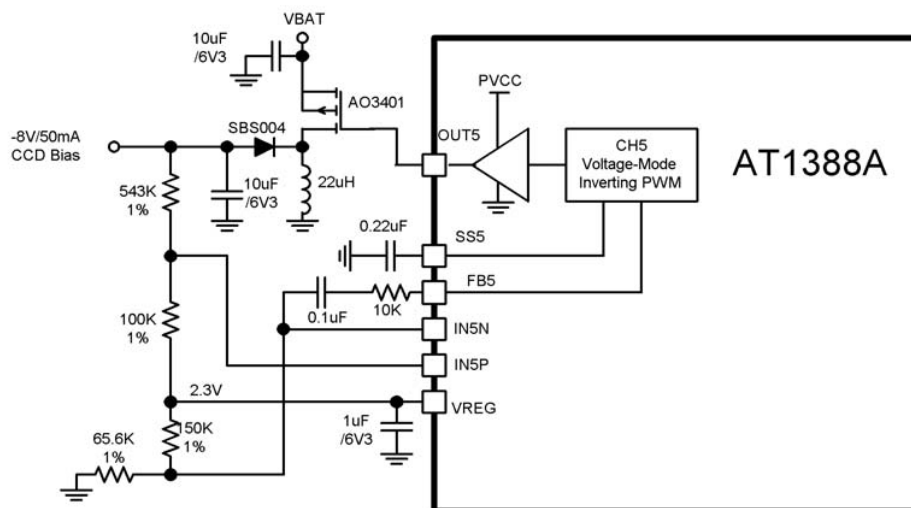 VBAT
10uF
/6V3
AO3401
PVCC
-8V/50mA
CCD Bias
SBS004
OUT5
CH5
Voltage-Mode
Inverting PWM
AT1388A
543K
1%
10uF
/6V3
22uH
0.22uF
SS5
FB5
0.1uF
10K
100K
1%
IN5N
IN5P
2.3V
VREG
150K
1%
1uF
/6V3
65.6K
1%